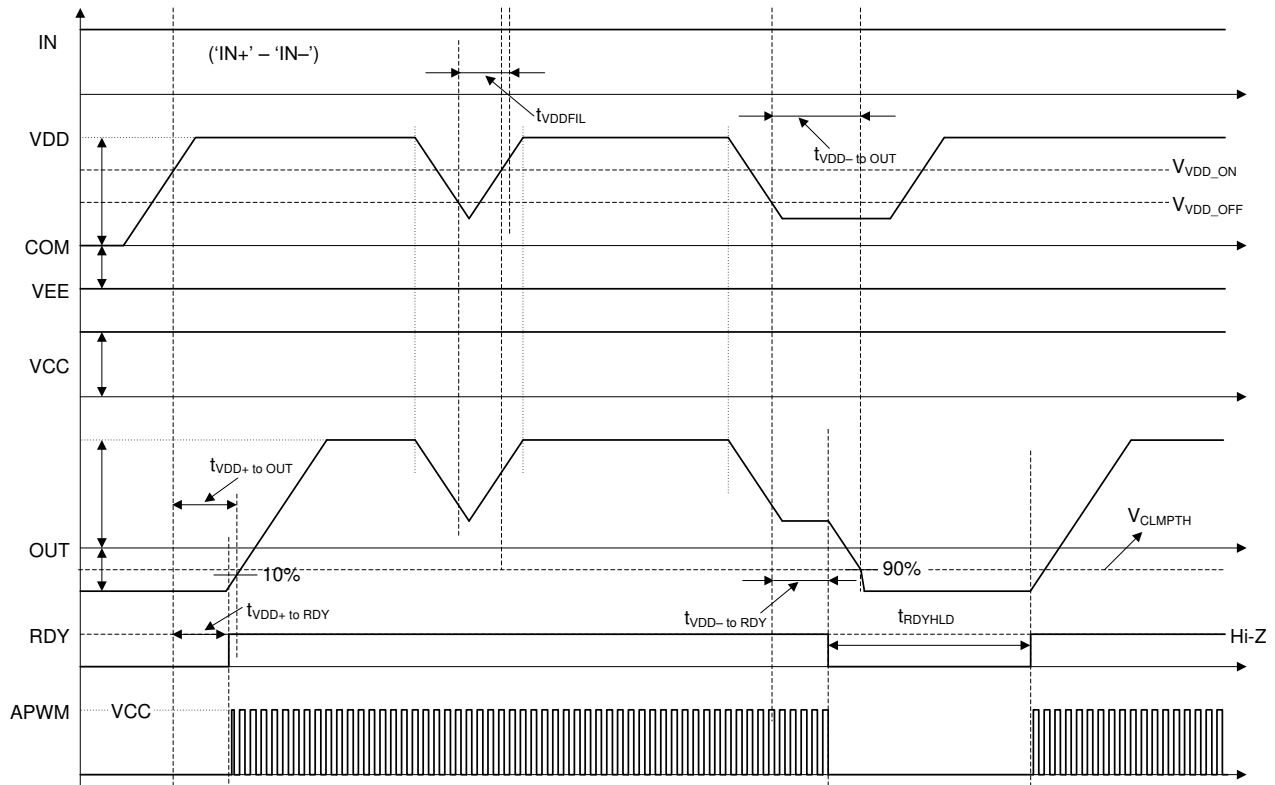 IN
(‘IN+’ – ‘IN–’)
tVDDFIL
VDD
tVDD– to OUT
VVDD_ON
VVDD_OFF
COM
VEE
VCC
tVDD+ to OUT
VCLMPTH
OUT
10%
90%
tVDD+ to RDY
tVDD– to RDY
tRDYHLD
RDY
Hi-Z
APWM
VCC